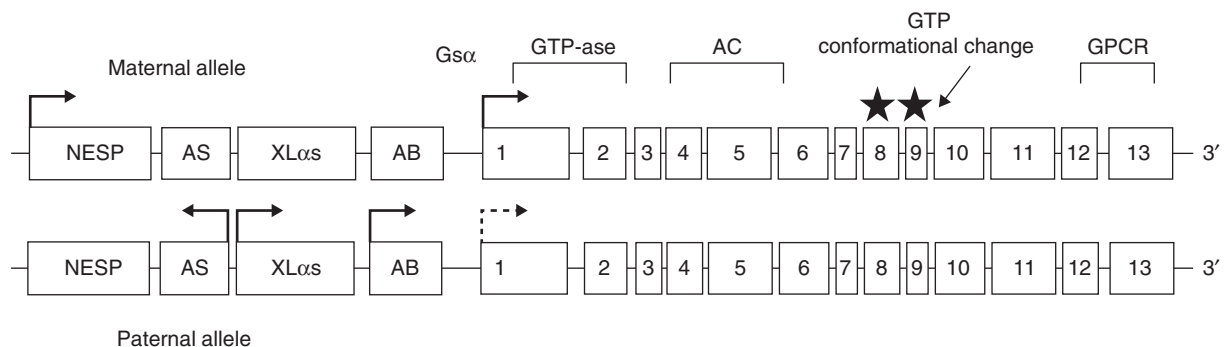 GTP
conformational change
Gsα GTP-ase AC GPCR
Maternal allele
NESP AS XLαs AB 1 2 3 4 5 6 7 8 9 10 11 12 13 3′
NESP AS XLαs AB 1 2 3 4 5 6 7 8 9 10 11 12 13 3′
Paternal allele